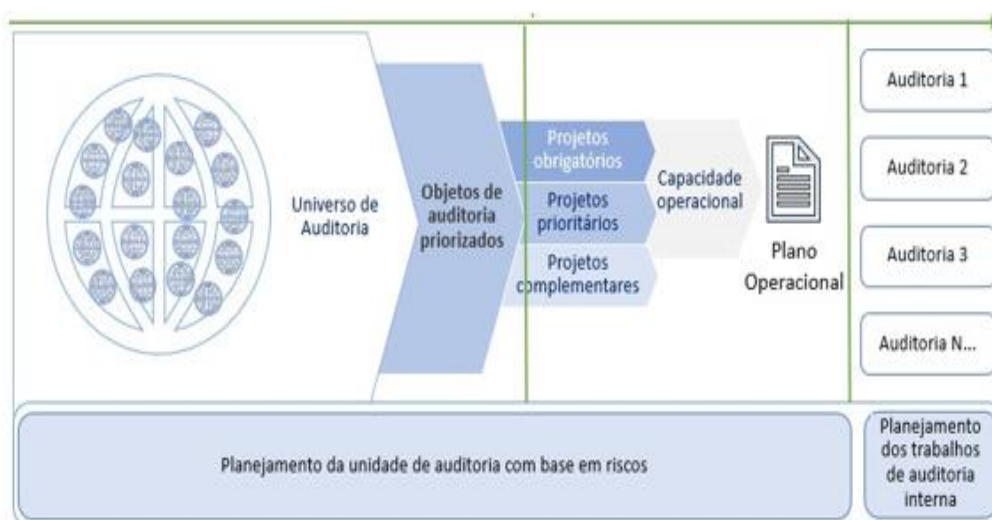 Universo de
Auditoria
Objetos de
auditoria
priorizados
Projetos
obrigatórios
Projetos
prioritários
Projetos
complementares
Capacidade
operacional
Plano
Operacional
Auditoria 1
Auditoria 2
Auditoria 3
Auditoria N...
Planejamento da unidade de auditoria com base em riscos
Planejamento
dos trabalhos
de auditoria
interna